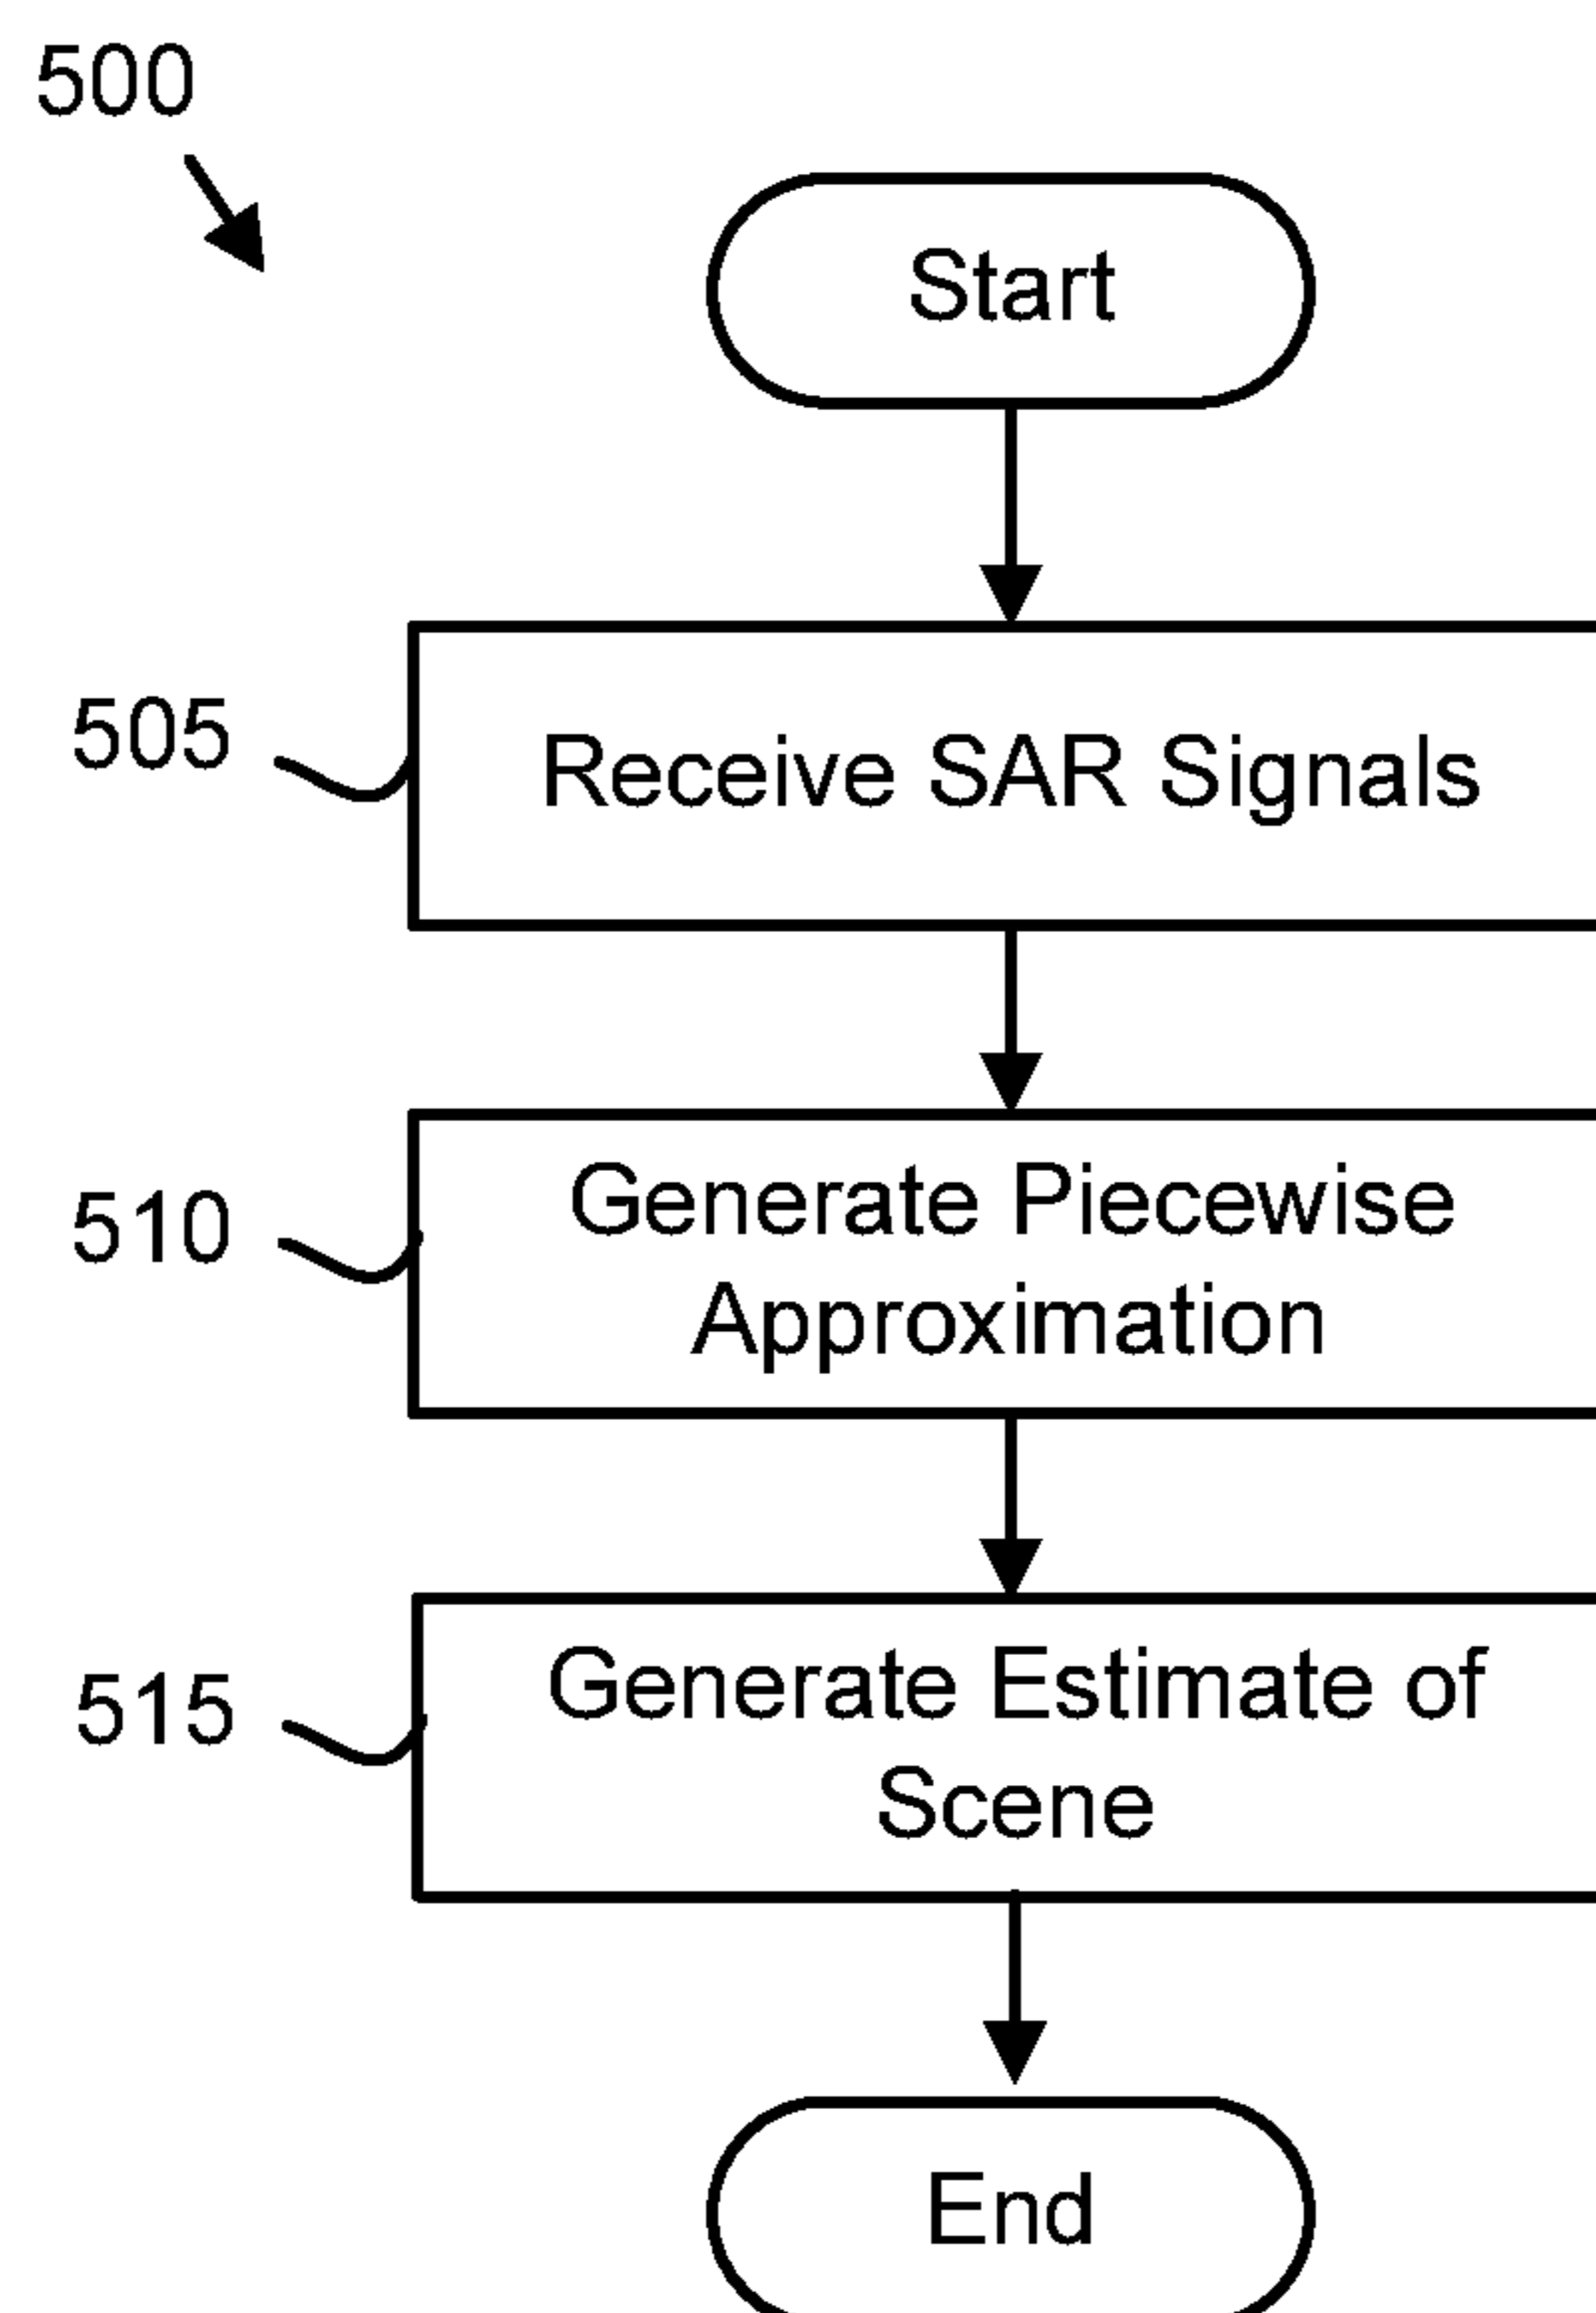 500
Start
505
Receive SAR Signals
510
Generate Piecewise
Approximation
515
Generate Estimate of
Scene
End